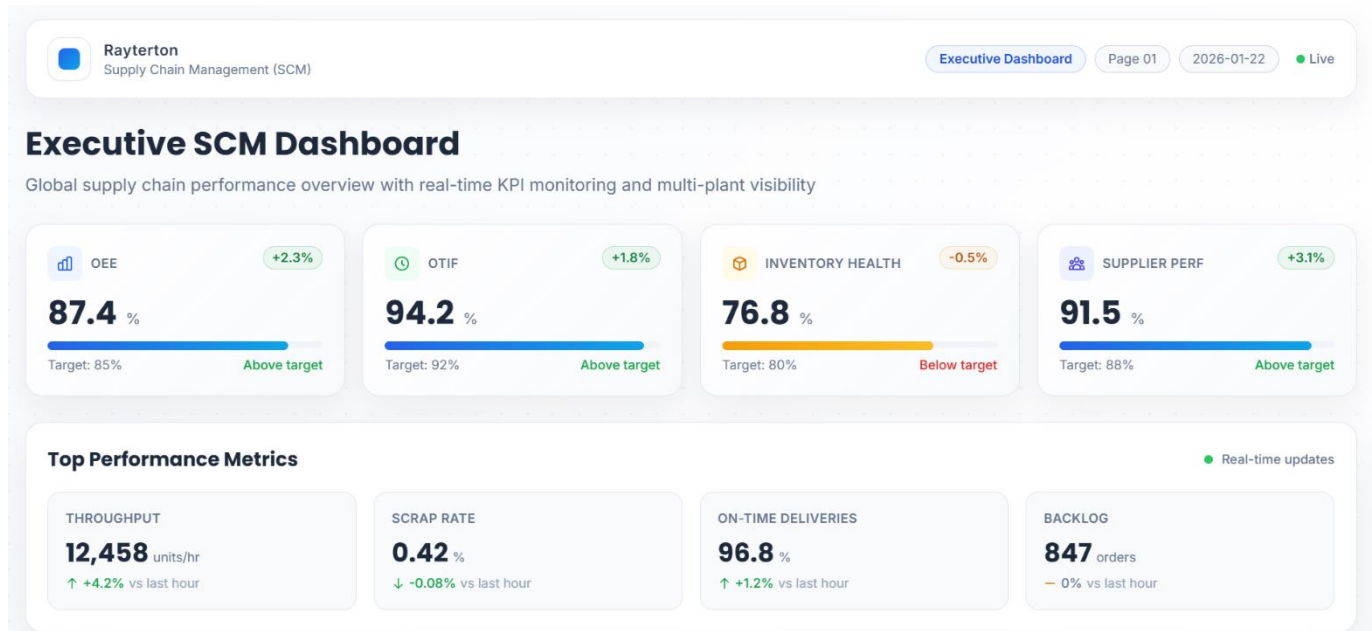 Rayterton
Supply Chain Management (SCM)
Executive Dashboard
Page 01
2026-01-22
Live
Executive SCM Dashboard
Global supply chain performance overview with real-time KPI monitoring and multi-plant visibility
OEE
+2.3%
87.4 %
Target: 85%
Above target
OTIF
+1.8%
94.2 %
Target: 92%
Above target
INVENTORY HEALTH
-0.5%
76.8 %
Target: 80%
Below target
SUPPLIER PERF
+3.1%
91.5 %
Target: 88%
Above target
Top Performance Metrics
Real-time updates
THROUGHPUT
12,458 units/hr
↑ +4.2% vs last hour
SCRAP RATE
0.42 %
↓ -0.08% vs last hour
ON-TIME DELIVERIES
96.8 %
↑ +1.2% vs last hour
BACKLOG
847 orders
− 0% vs last hour